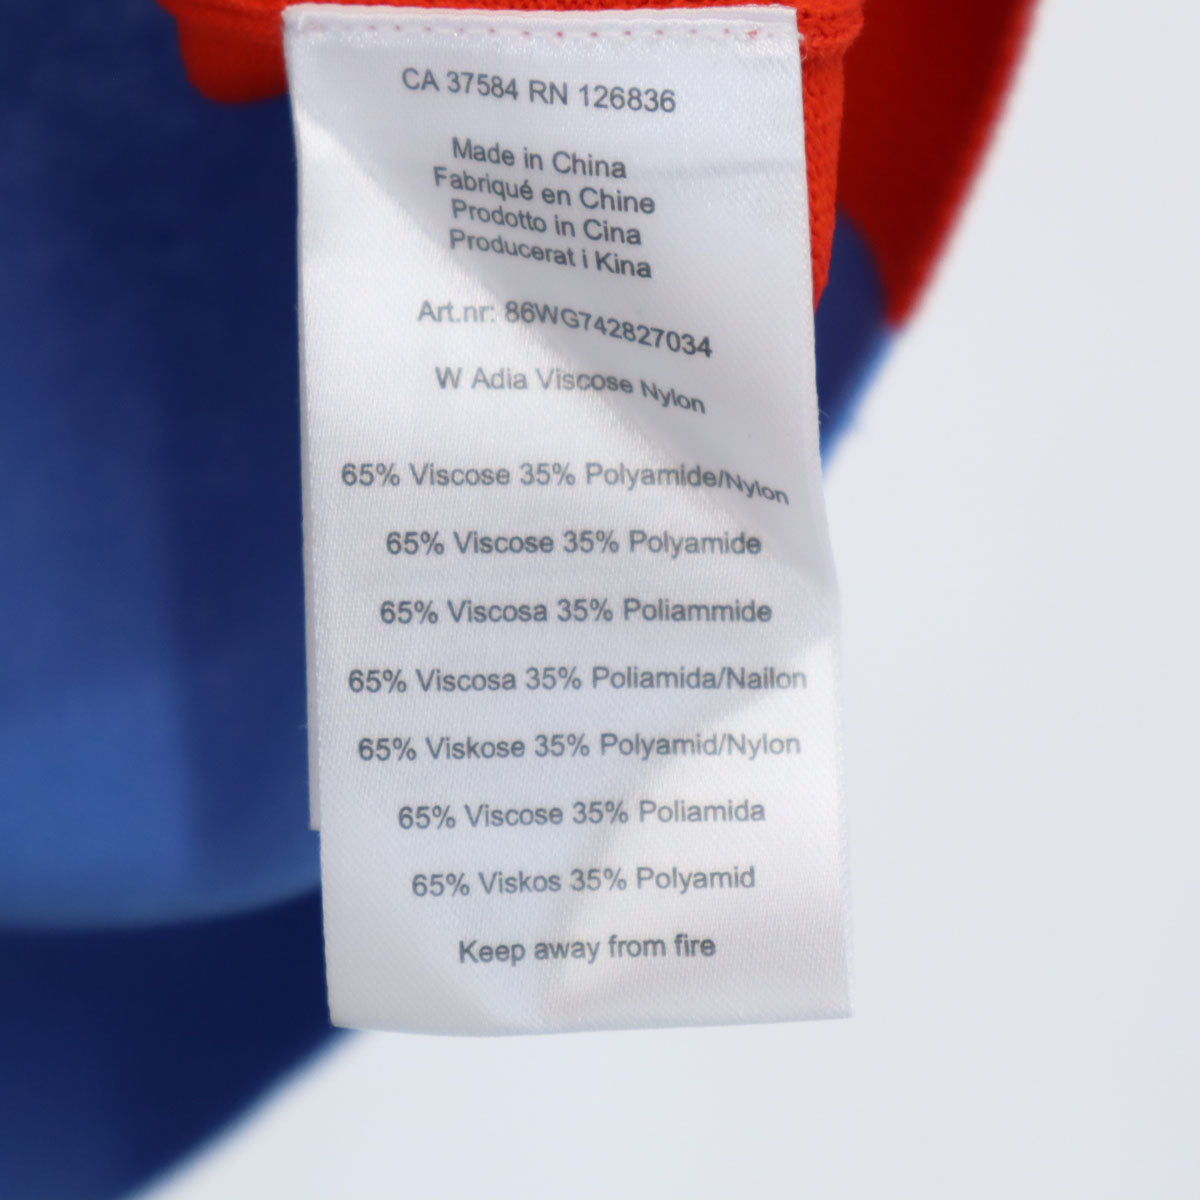 CA 37584 RN 126836
Made in China
Fabriqué en Chine
Prodotto in Cina
Producerat i Kina
Art.nr: 86WG742827034
W Adia Viscose Nylon
65% Viscose 35% Polyamide/Nylon
65% Viscose 35% Polyamide
65% Viscosa 35% Poliammide
65% Viscosa 35% Poliamida/Nailon
65% Viskose 35% Polyamid/Nylon
65% Viscose 35% Poliamida
65% Viskos 35% Polyamid
Keep away from fire